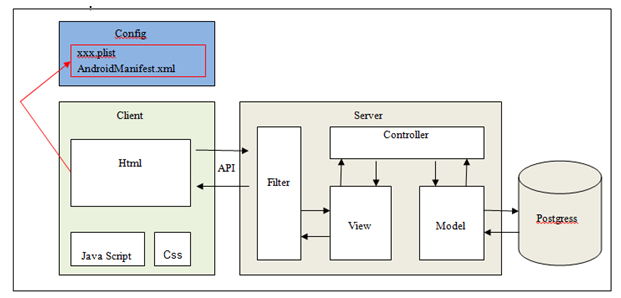 Config
xxx.plist
AndroidManifest.xml
Client
Server
Html
API
Filter
Controller
View
Model
Postgress
Java Script
Css